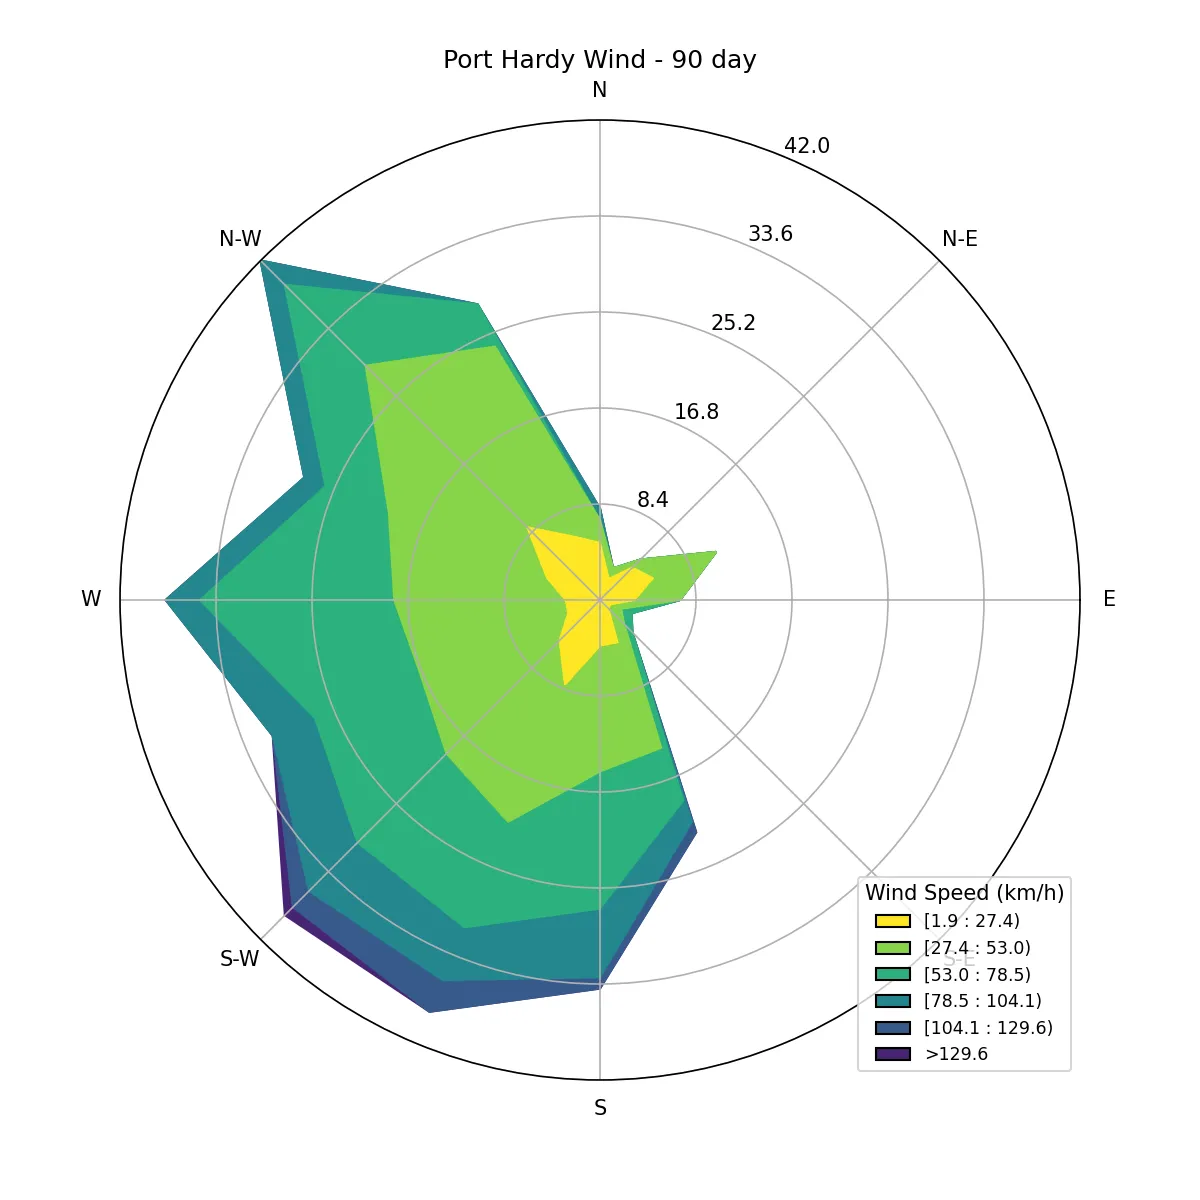 Port Hardy Wind - 90 day
N
42.0
N-W
33.6
N-E
25.2
16.8
8.4
W
E
Wind Speed (km/h)
[1.9 : 27.4)
[27.4 : 53.0)
S-W
S-E
[53.0 : 78.5)
[78.5 : 104.1)
[104.1 : 129.6)
>129.6
S